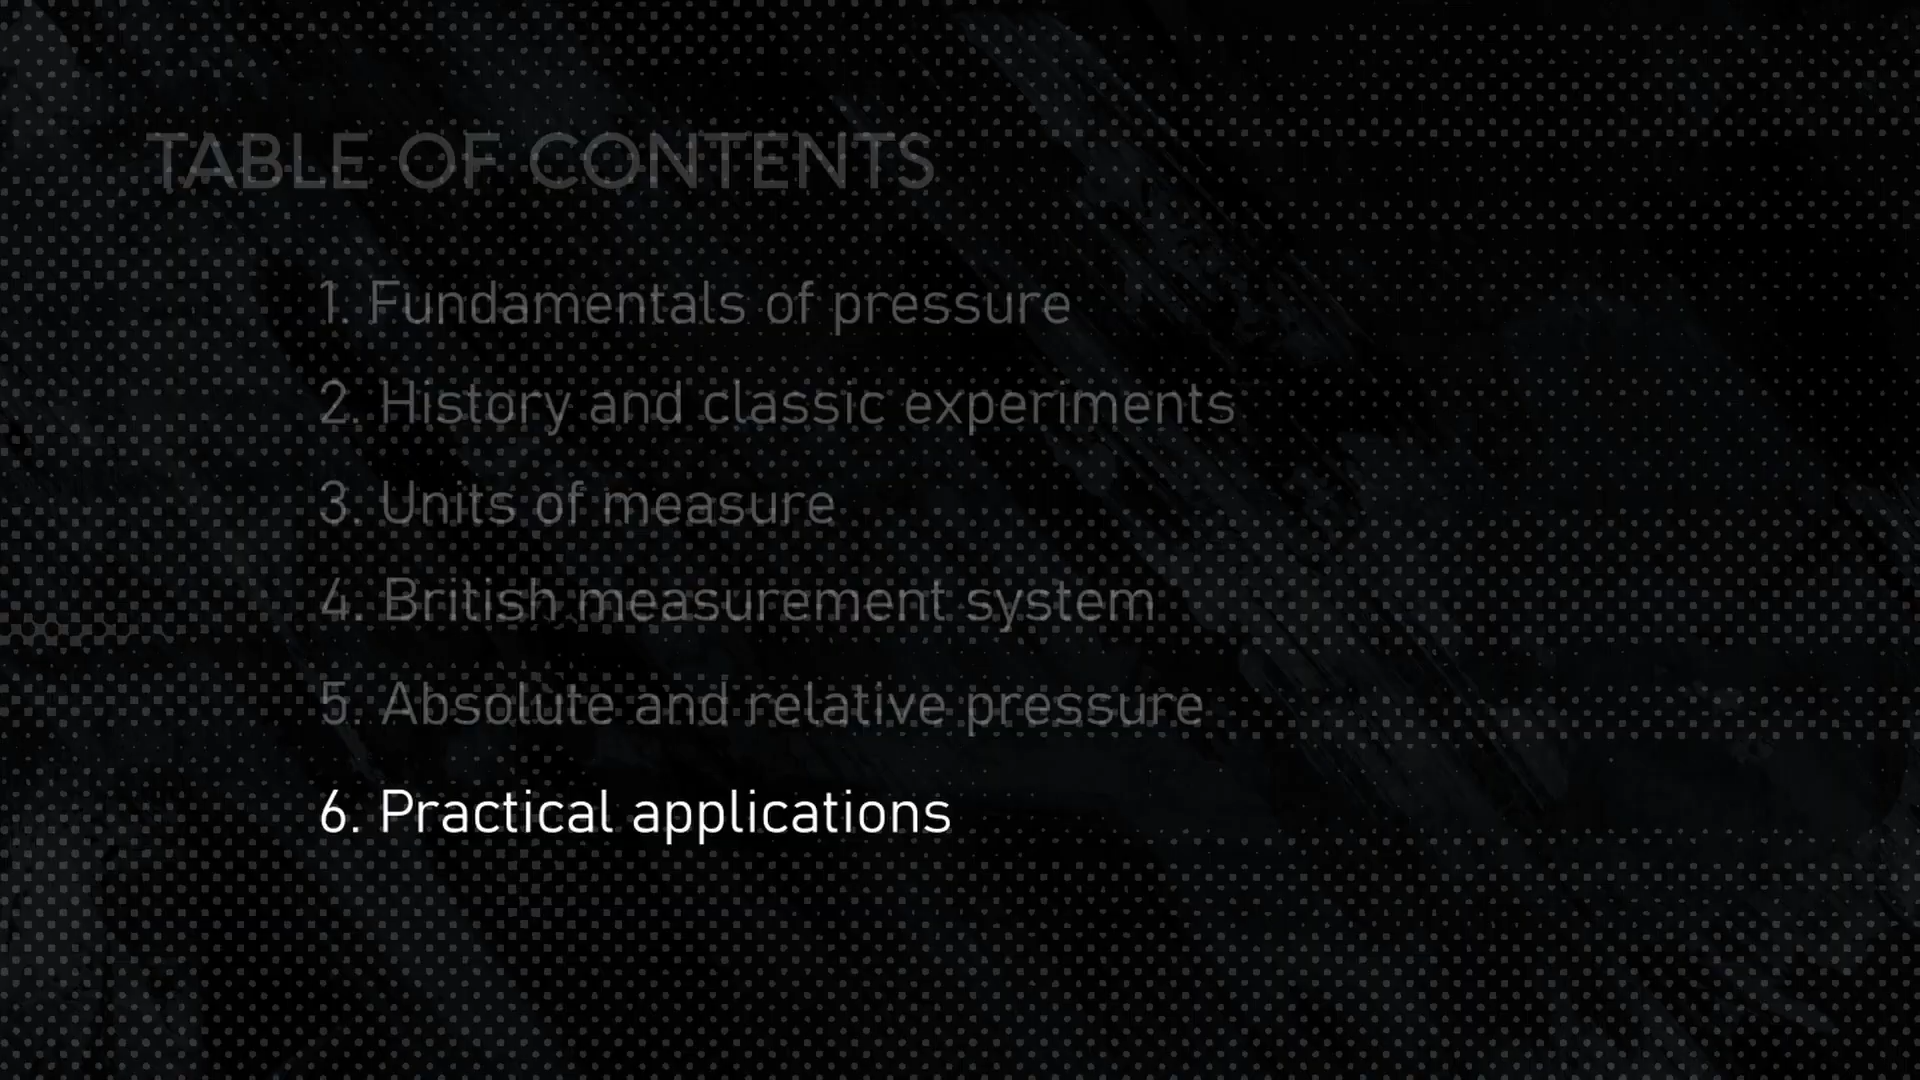 TABLE OF CONTENTS
1. Fundamentals of pressure
2. History and classic experiments
3. Units of measure
4. British measurement system
5. Absolute and relative pressure
6. Practical applications